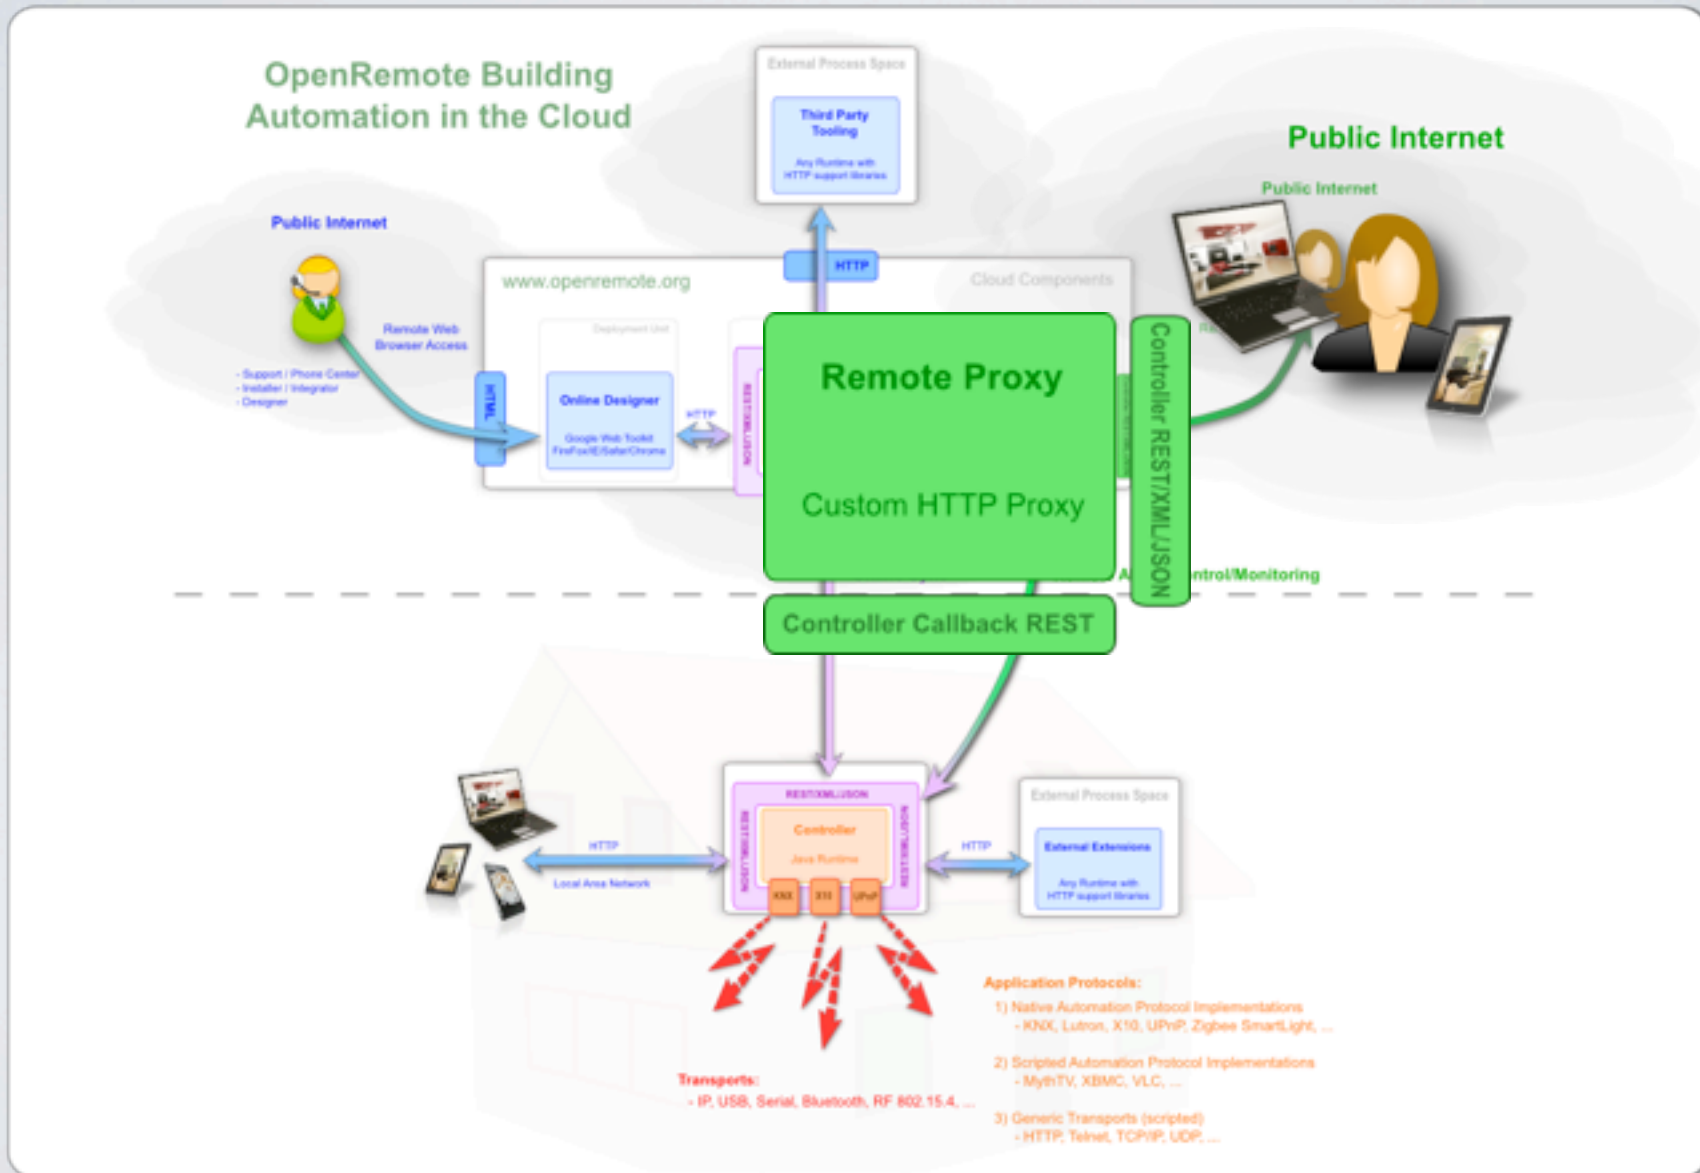 OpenRemote Building
Automation in the Cloud
External Process Space
Third Party
Tooling
Any Runtime with
HTTP support libraries
Public Internet
Public Internet
Public Internet
HTTP
www.openremote.org
Cloud Components
Remote Web
Browser Access
- Support / Phone Center
- Installer / Integrator
- Designer
Deployment Unit
HTML
Online Designer
Google Web Toolkit
FireFox/IE/Safari/Chrome
HTTP
REST/XML/JSON
Remote Proxy
Custom HTTP Proxy
Controller REST/XML/JSON
ontrol/Monitoring
Controller Callback REST
HTTP
Local Area Network
REST/XML/JSON
REST/XML/JSON
REST/XML/JSON
Controller
Java Runtime
KNX
X10
UPnP
HTTP
External Process Space
External Extensions
Any Runtime with
HTTP support libraries
Application Protocols:
1) Native Automation Protocol Implementations
- KNX, Lutron, X10, UPnP, Zigbee SmartLight, ...
2) Scripted Automation Protocol Implementations
- MythTV, XBMC, VLC, ...
3) Generic Transports (scripted)
- HTTP, Telnet, TCP/IP, UDP, ...
Transports:
- IP, USB, Serial, Bluetooth, RF 802.15.4, ...